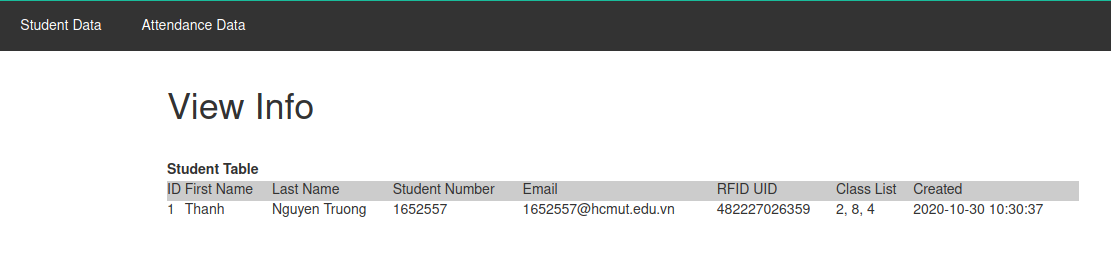 Student Data Attendance Data
View Info
Student Table
ID First Name Last Name Student Number Email RFID UID Class List Created
1 Thanh Nguyen Truong 1652557 1652557@hcmut.edu.vn 482227026359 2, 8, 4 2020-10-30 10:30:37